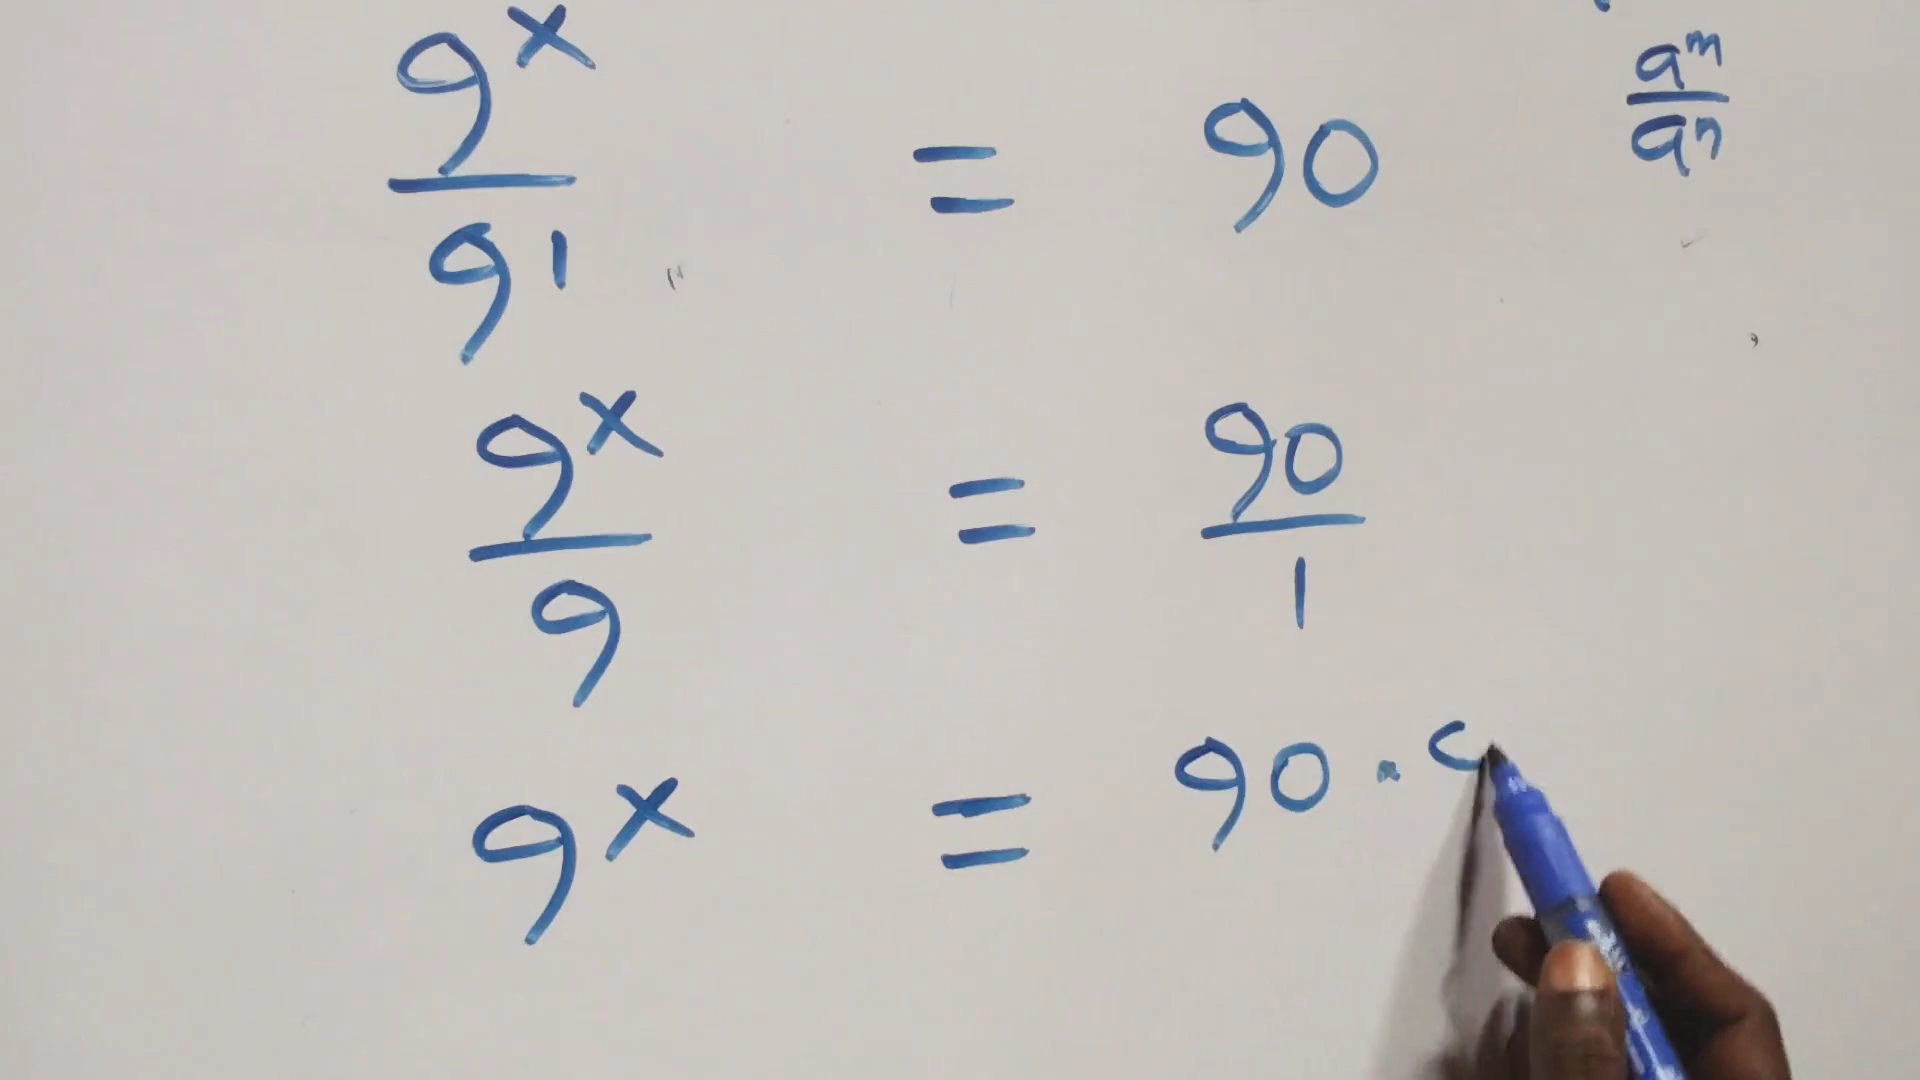 9^x / 9^1 = 90
a^m / a^n
9^x / 9 = 90 / 1
9^x = 90 ·